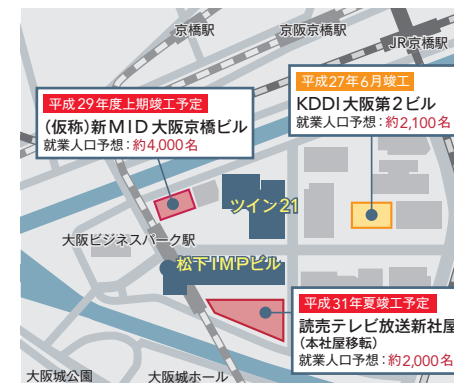 京橋駅
京阪京橋駅
JR京橋駅
平成29年度上期竣工予定
(仮称)新MID大阪京橋ビル
就業人口予想:約4,000名
平成27年6月竣工
KDDI大阪第2ビル
就業人口予想:約2,100名
ツイン21
大阪ビジネスパーク駅
松下IMPビル
平成31年夏竣工予定
読売テレビ放送新社屋
(本社屋移転)
就業人口予想:約2,000名
大阪城公園
大阪城ホール